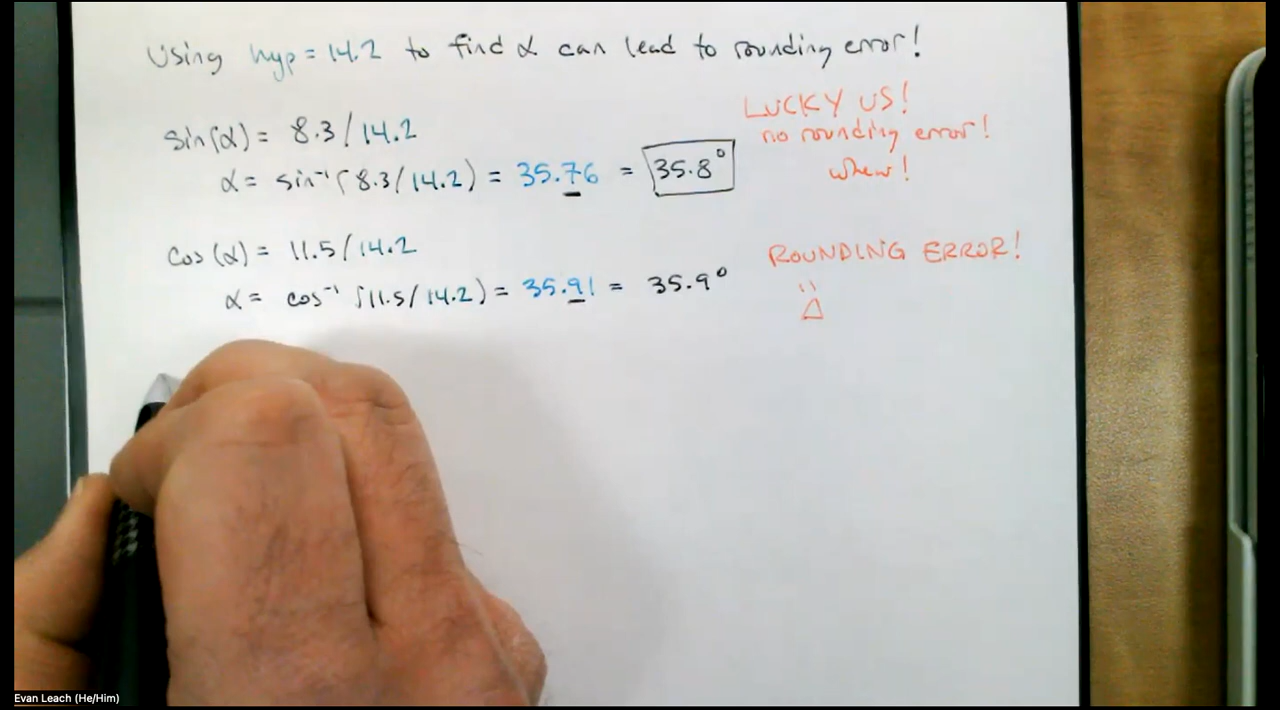 Using hyp = 14.2 to find α can lead to rounding error!
LUCKY US!
no rounding error!
whew!
sin(α) = 8.3/14.2
α = sin⁻¹(8.3/14.2) = 35.76 = 35.8°
cos(α) = 11.5/14.2
α = cos⁻¹(11.5/14.2) = 35.91 = 35.9°
ROUNDING ERROR!
Evan Leach (He/Him)